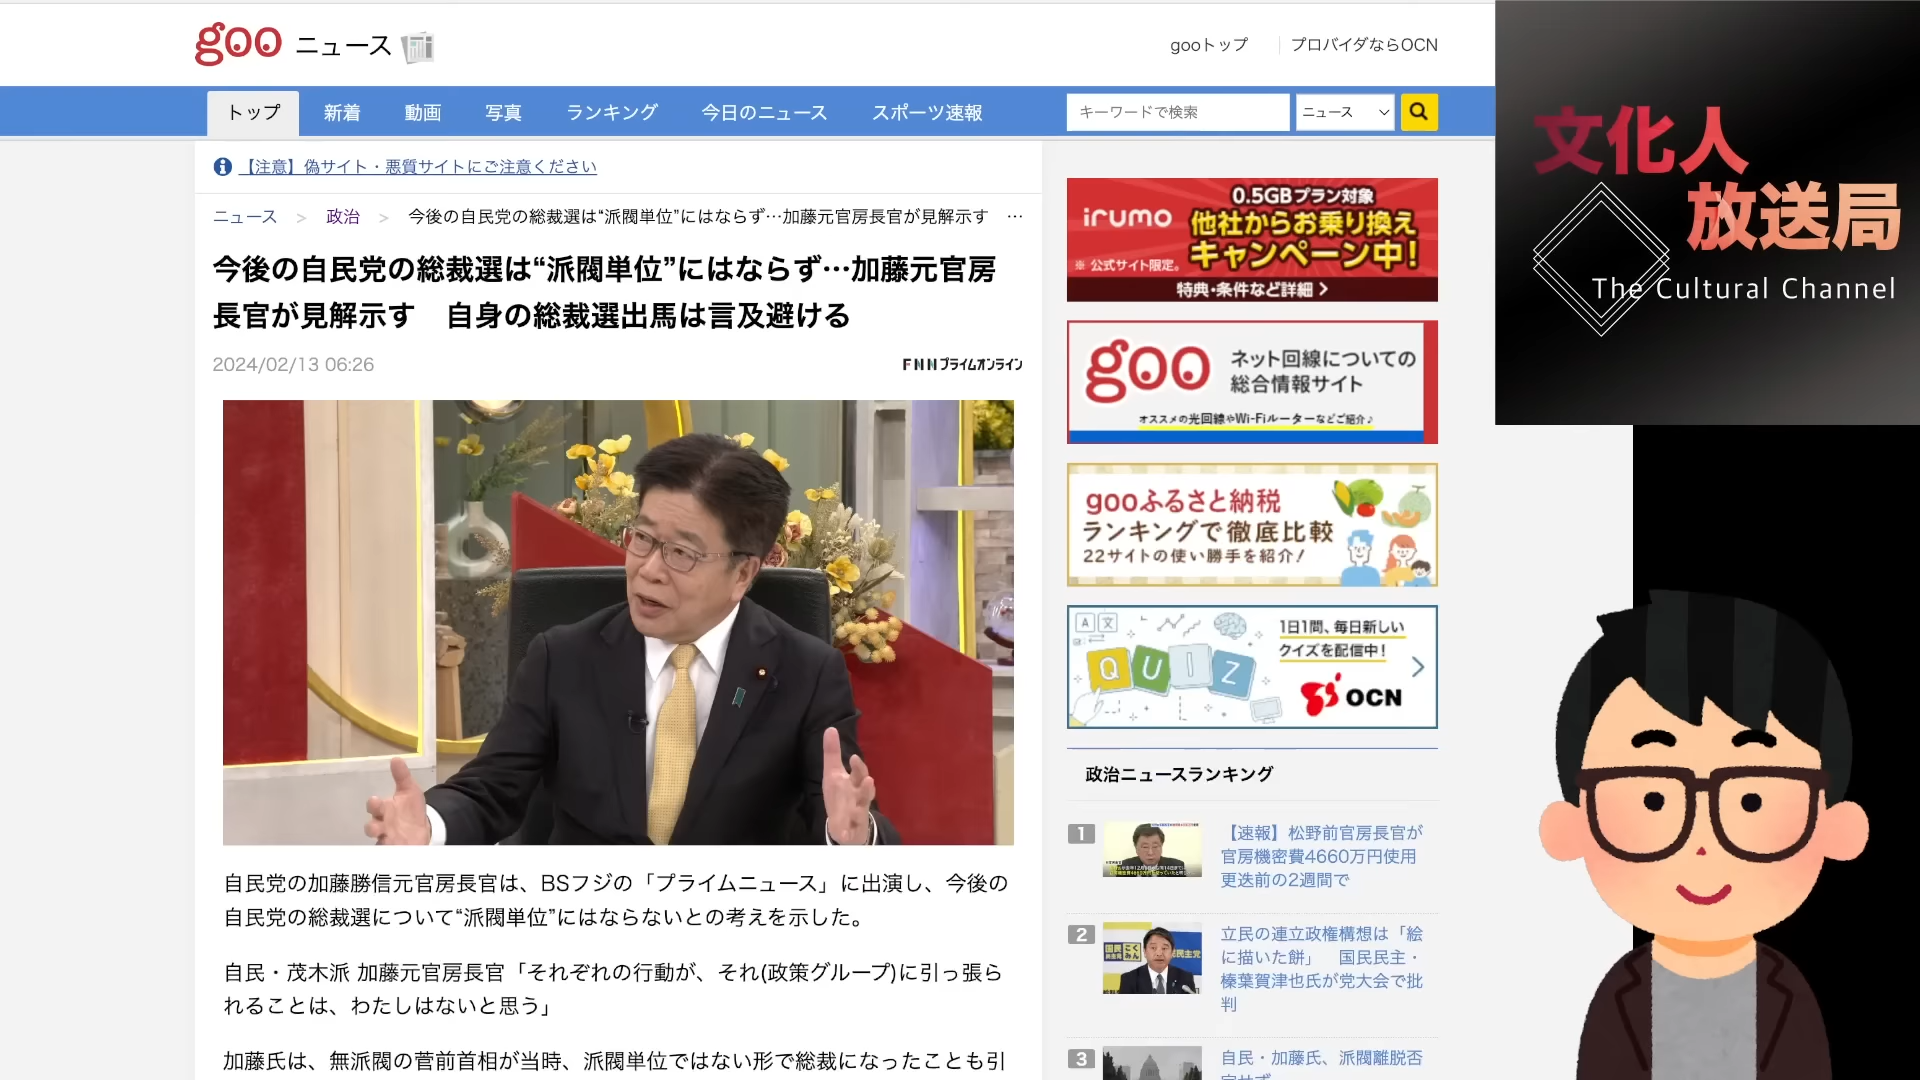 goo ニュース
gooトップ
プロバイダならOCN
トップ 新着 動画 写真 ランキング 今日のニュース スポーツ速報
キーワードで検索
ニュース
【注意】偽サイト・悪質サイトにご注意ください
ニュース > 政治 > 今後の自民党の総裁選は“派閥単位”にはならず…加藤元官房長官が見解示す …
今後の自民党の総裁選は“派閥単位”にはならず…加藤元官房
長官が見解示す 自身の総裁選出馬は言及避ける
2024/02/13 06:26
FNNプライムオンライン
自民党の加藤勝信元官房長官は、BSフジの「プライムニュース」に出演し、今後の
自民党の総裁選について“派閥単位”にはならないとの考えを示した。
自民・茂木派 加藤元官房長官「それぞれの行動が、それ(政策グループ)に引っ張ら
れることは、わたしはないと思う」
加藤氏は、無派閥の菅前首相が当時、派閥単位ではない形で総裁になったことも引
irumo
0.5GBプラン対象
他社からお乗り換え
キャンペーン中!
※ 公式サイト限定。
特典・条件など詳細 >
goo
ネット回線についての
総合情報サイト
オススメの光回線やWi-Fiルーターなどご紹介♪
gooふるさと納税
ランキングで徹底比較
22サイトの使い勝手を紹介!
A 文
QUIZ
1日1問、毎日新しい
クイズを配信中!
OCN
政治ニュースランキング
1
【速報】松野前官房長官が
官房機密費4660万円使用
更迭前の2週間で
2
立民の連立政権構想は「絵
に描いた餅」 国民民主・
榛葉賀津也氏が党大会で批
判
3
自民・加藤氏、派閥離脱否
定せず
文化人
放送局
The Cultural Channel